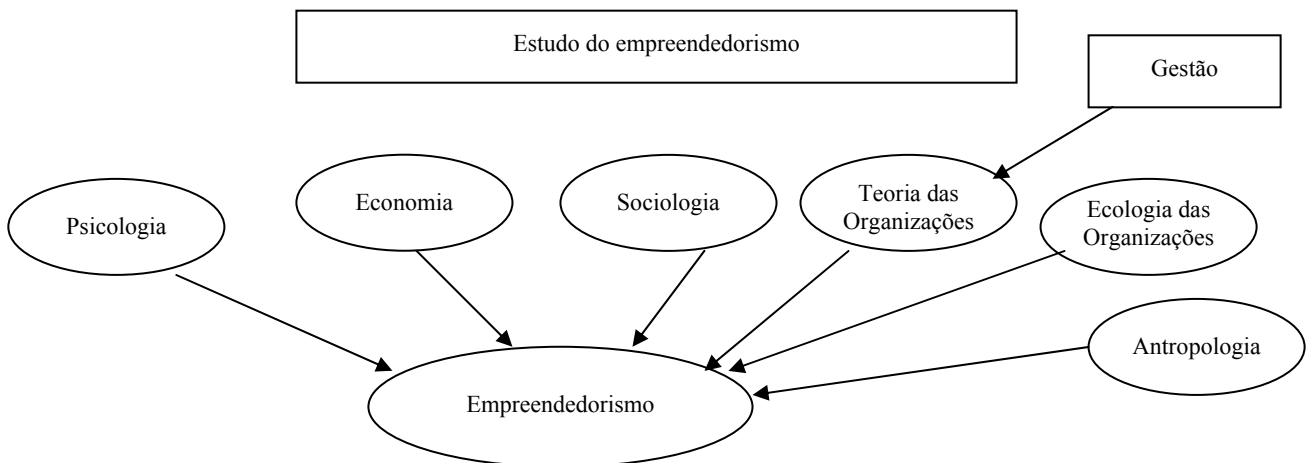 Estudo do empreendedorismo
Gestão
Psicologia
Economia
Sociologia
Teoria das
Organizações
Ecologia das
Organizações
Antropologia
Empreendedorismo